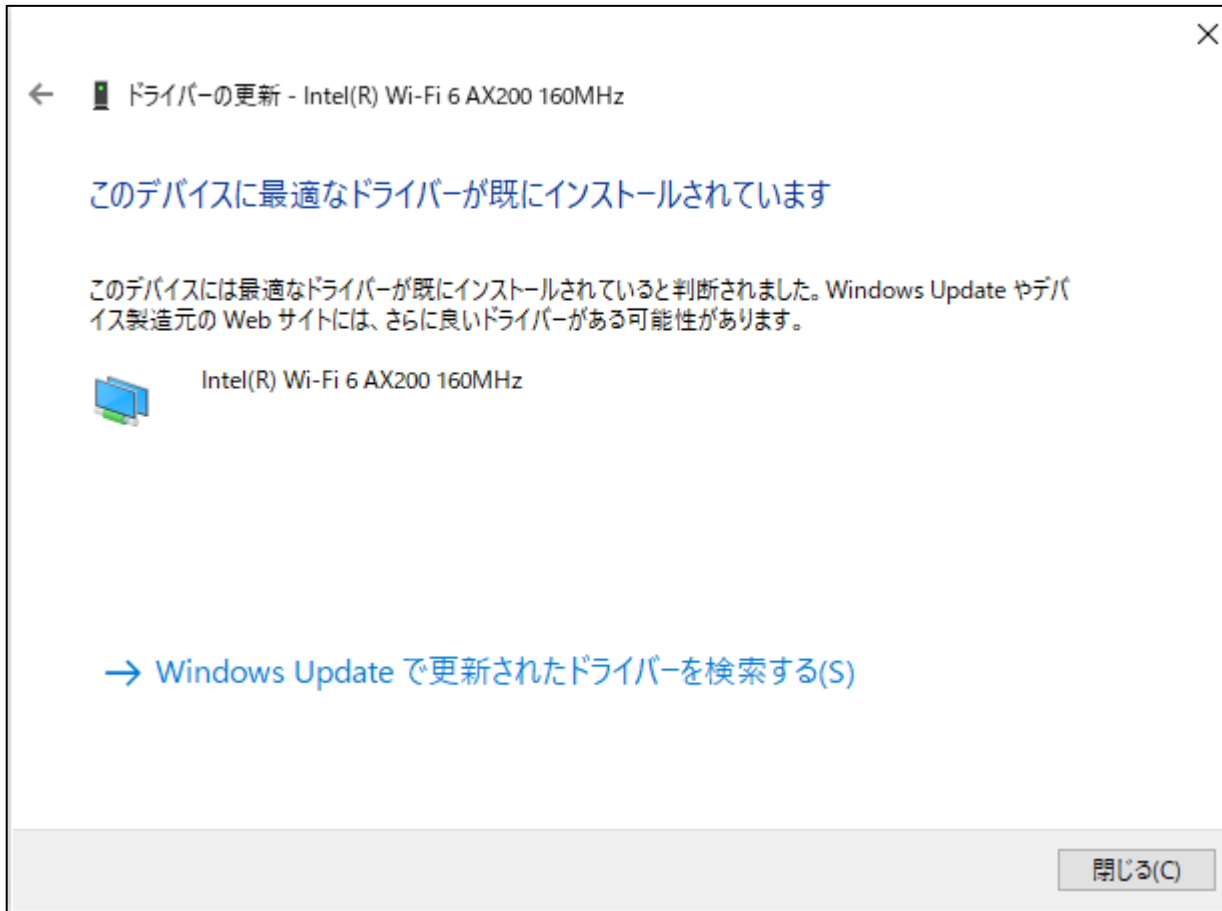 ドライバーの更新 - Intel(R) Wi-Fi 6 AX200 160MHz
このデバイスに最適なドライバーが既にインストールされています
このデバイスには最適なドライバーが既にインストールされていると判断されました。Windows Update やデバ
イス製造元の Web サイトには、さらに良いドライバーがある可能性があります。
Intel(R) Wi-Fi 6 AX200 160MHz
→ Windows Update で更新されたドライバーを検索する(S)
閉じる(C)